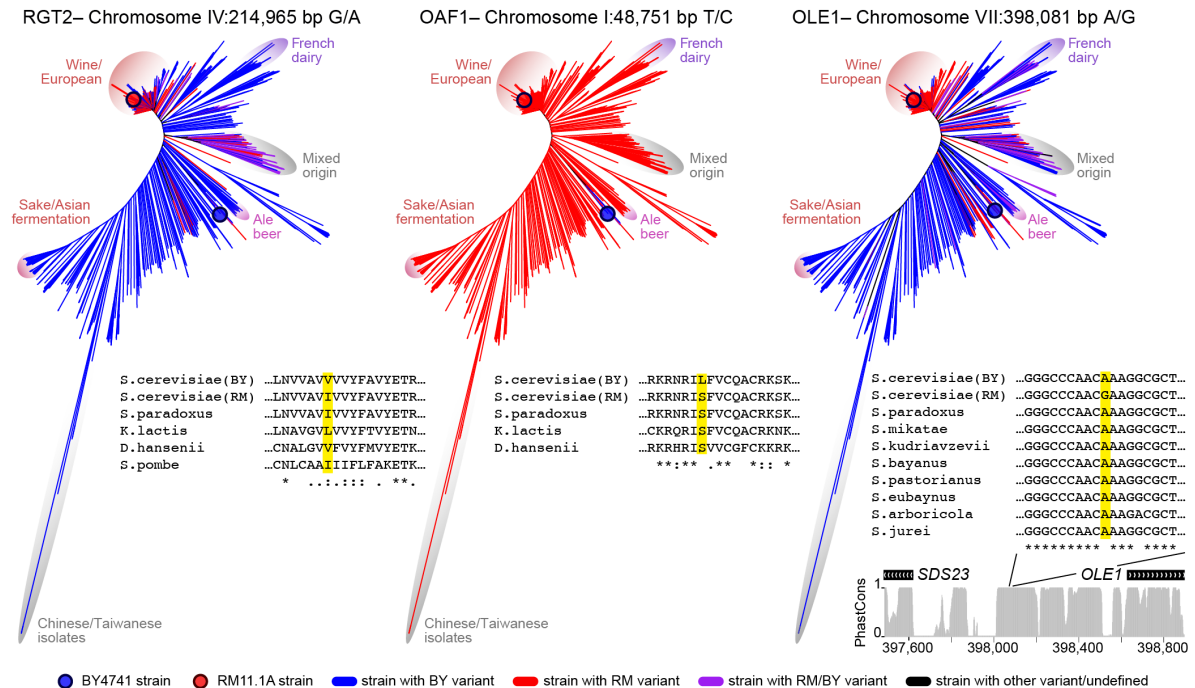 RGT2– Chromosome IV:214,965 bp G/A
Wine/
European
French
dairy
Mixed
origin
Sake/Asian
fermentation
Ale
beer
S.cerevisiae(BY) ...LNVVAVVVVYFAVYETR...
S.cerevisiae(RM) ...LNVVAVIVVYFAVYETR...
S.paradoxus ...LNVVAVIVVYFAVYETR...
K.lactis ...LNAVGVLVVYFTVYETN...
D.hansenii ...CNALGVVFVYFMVYETK...
S.pombe ...CNLCAAIIIFLFAKETK...
* ..:.::: . **.
Chinese/Taiwanese
isolates
OAF1– Chromosome I:48,751 bp T/C
Wine/
European
French
dairy
Mixed
origin
Sake/Asian
fermentation
Ale
beer
S.cerevisiae(BY) ...RKRNRILFVCQACRKSK...
S.cerevisiae(RM) ...RKRNRISFVCQACRKSK...
S.paradoxus ...RKRNRISFVCQACRKSK...
K.lactis ...CKRQRISFVCQACRKNK...
D.hansenii ...RKRHRISVVCGFCKKRK...
**:** .** *:: *
Chinese/Taiwanese
isolates
OLE1– Chromosome VII:398,081 bp A/G
Wine/
European
French
dairy
Mixed
origin
Sake/Asian
fermentation
Ale
beer
S.cerevisiae(BY) ...GGGCCCAACAAAGGCGCT...
S.cerevisiae(RM) ...GGGCCCAACGAAGGCGCT...
S.paradoxus ...GGGCCCAACAAAGGCGCT...
S.mikatae ...GGGCCCAACAAAGGCGCT...
S.kudriavzevii ...GGGCCCAACAAAGGCGCT...
S.bayanus ...GGGCCCAACAAAGGCGCT...
S.pastorianus ...GGGCCCAACAAAGGCGCT...
S.eubaynus ...GGGCCCAACAAAGGCGCT...
S.arboricola ...GGGCCCAACAAAGACGCT...
S.jurei ...GGGCCCAACAAAGGCGCT...
********* *** ****
SDS23 OLE1
PhastCons
1
0
397,600 398,000 398,400 398,800
Chinese/Taiwanese
isolates
BY4741 strain RM11.1A strain strain with BY variant strain with RM variant strain with RM/BY variant strain with other variant/undefined